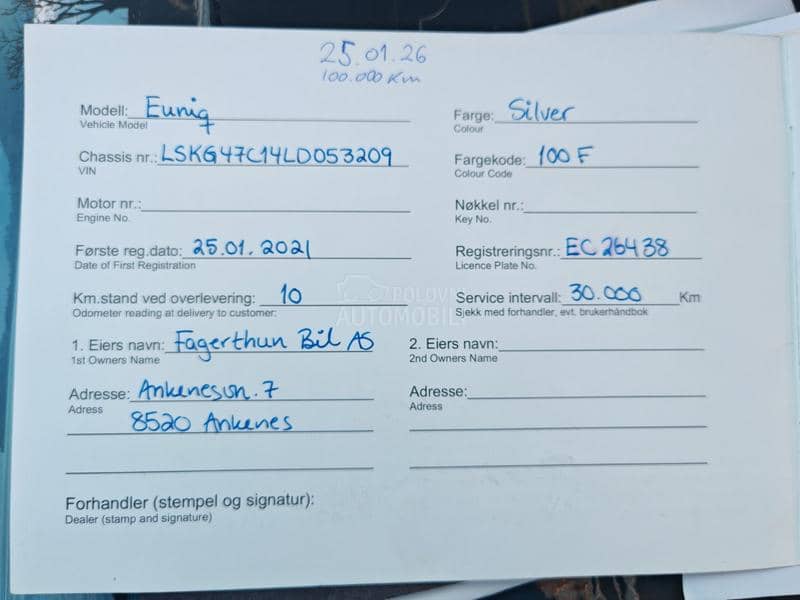 25.01.26
100.000 Km
Modell: Euniq
Vehicle Model
Farge: Silver
Colour
Chassis nr.: LSKG47C14LD053209
VIN
Fargekode: 100 F
Colour Code
Motor nr.:
Engine No.
Nøkkel nr.:
Key No.
Første reg.dato: 25.01.2021
Date of First Registration
Registreringsnr.: EC 26438
Licence Plate No.
Km.stand ved overlevering: 10
Odometer reading at delivery to customer:
Service intervall: 30.000 Km
Sjekk med forhandler, evt. brukerhåndbok
POLOVNI
AUTOMOBILI
1. Eiers navn: Fagerthun Bil AS
1st Owners Name
2. Eiers navn:
2nd Owners Name
Adresse: Ankenesvn. 7
Adress
8520 Ankenes
Adresse:
Adress
Forhandler (stempel og signatur):
Dealer (stamp and signature)